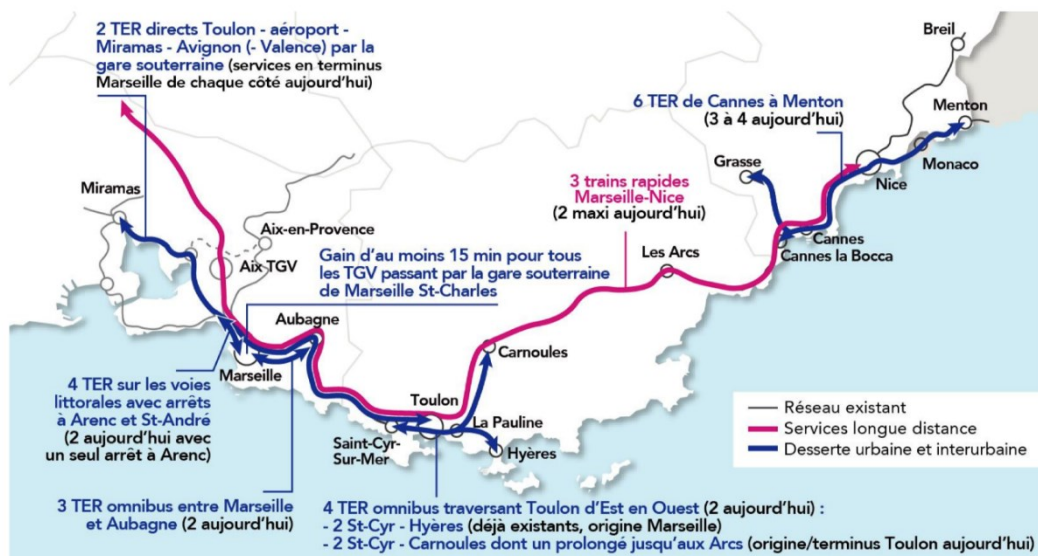 2 TER directs Toulon - aéroport -
Miramas - Avignon (- Valence) par la
gare souterraine (services en terminus
Marseille de chaque côté aujourd'hui)
Breil
6 TER de Cannes à Menton
(3 à 4 aujourd'hui)
Menton
Monaco
Nice
Grasse
Cannes
Cannes la Bocca
3 trains rapides
Marseille-Nice
(2 maxi aujourd'hui)
Les Arcs
Miramas
Aix-en-Provence
Aix TGV
Gain d'au moins 15 min pour tous
les TGV passant par la gare souterraine
de Marseille St-Charles
Aubagne
Marseille
Carnoules
Toulon
La Pauline
Saint-Cyr-
Sur-Mer
Hyères
4 TER sur les voies
littorales avec arrêts
à Arenc et St-André
(2 aujourd'hui avec
un seul arrêt à Arenc)
Réseau existant
Services longue distance
Desserte urbaine et interurbaine
3 TER omnibus entre Marseille
et Aubagne (2 aujourd'hui)
4 TER omnibus traversant Toulon d'Est en Ouest (2 aujourd'hui) :
- 2 St-Cyr - Hyères (déjà existants, origine Marseille)
- 2 St-Cyr - Carnoules dont un prolongé jusqu'aux Arcs (origine/terminus Toulon aujourd'hui)